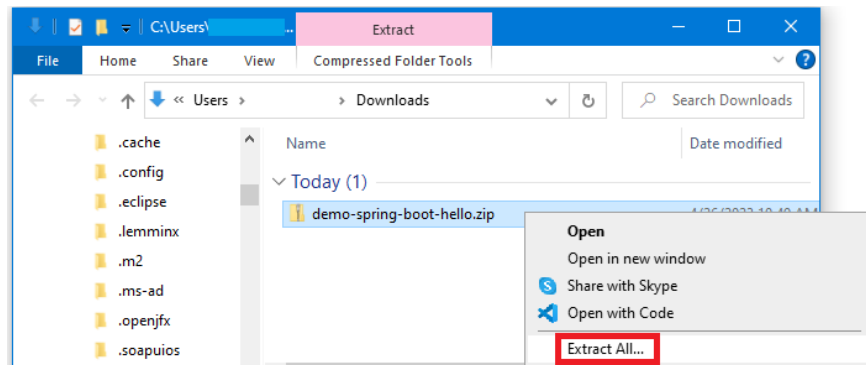 C:\Users\ ... Extract
File Home Share View Compressed Folder Tools ?
« Users > > Downloads Search Downloads
Name Date modified
Today (1)
demo-spring-boot-hello.zip
.cache
.config
.eclipse
.lemminx
.m2
.ms-ad
.openjfx
.soapuios
Open
Open in new window
Share with Skype
Open with Code
Extract All...